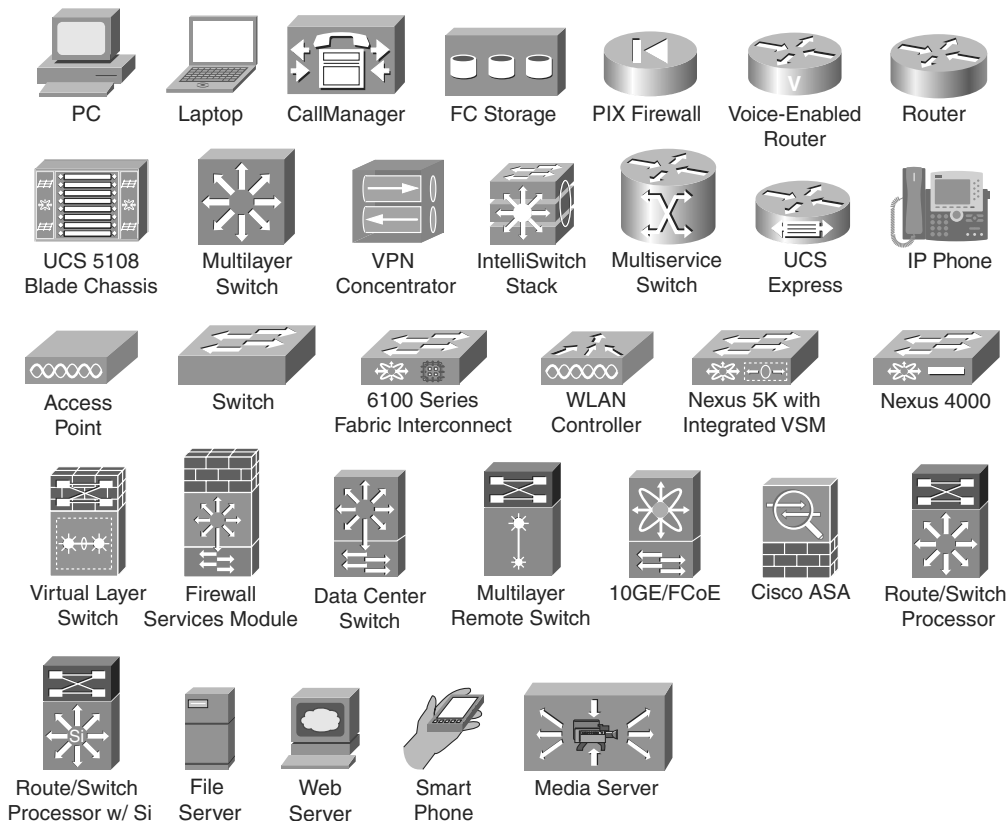 PC
Laptop
CallManager
FC Storage
PIX Firewall
V
Voice-Enabled
Router
Router
UCS 5108
Blade Chassis
Multilayer
Switch
VPN
Concentrator
IntelliSwitch
Stack
Multiservice
Switch
UCS
Express
IP Phone
Access
Point
Switch
6100 Series
Fabric Interconnect
WLAN
Controller
Nexus 5K with
Integrated VSM
Nexus 4000
Virtual Layer
Switch
Firewall
Services Module
Data Center
Switch
Multilayer
Remote Switch
10GE/FCoE
Cisco ASA
Route/Switch
Processor
Si
Route/Switch
Processor w/ Si
File
Server
Web
Server
Smart
Phone
Media Server